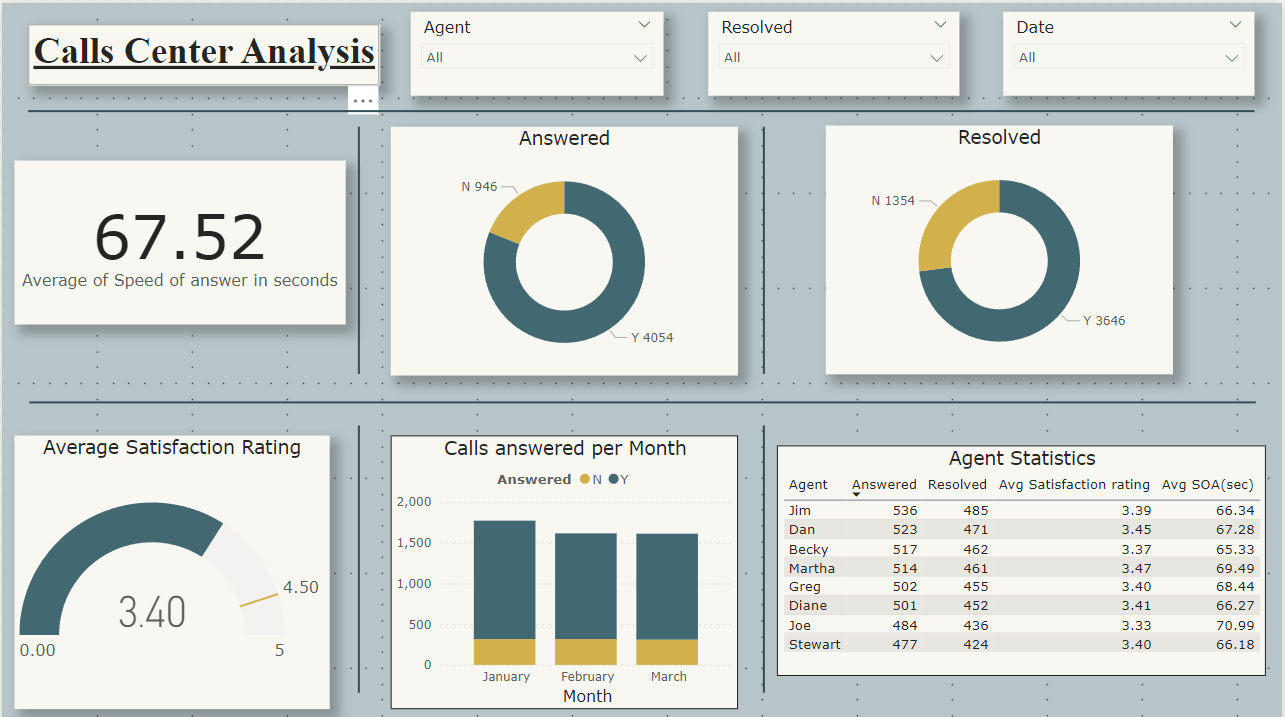 Calls Center Analysis
Agent
All
Resolved
All
Date
All
...
67.52
Average of Speed of answer in seconds
Answered
N 946
Y 4054
Resolved
N 1354
Y 3646
Average Satisfaction Rating
4.50
3.40
0.00
5
Calls answered per Month
Answered N Y
2,000
1,500
1,000
500
0
January February March
Month
Agent Statistics
Agent Answered Resolved Avg Satisfaction rating Avg SOA(sec)
Jim 536 485 3.39 66.34
Dan 523 471 3.45 67.28
Becky 517 462 3.37 65.33
Martha 514 461 3.47 69.49
Greg 502 455 3.40 68.44
Diane 501 452 3.41 66.27
Joe 484 436 3.33 70.99
Stewart 477 424 3.40 66.18